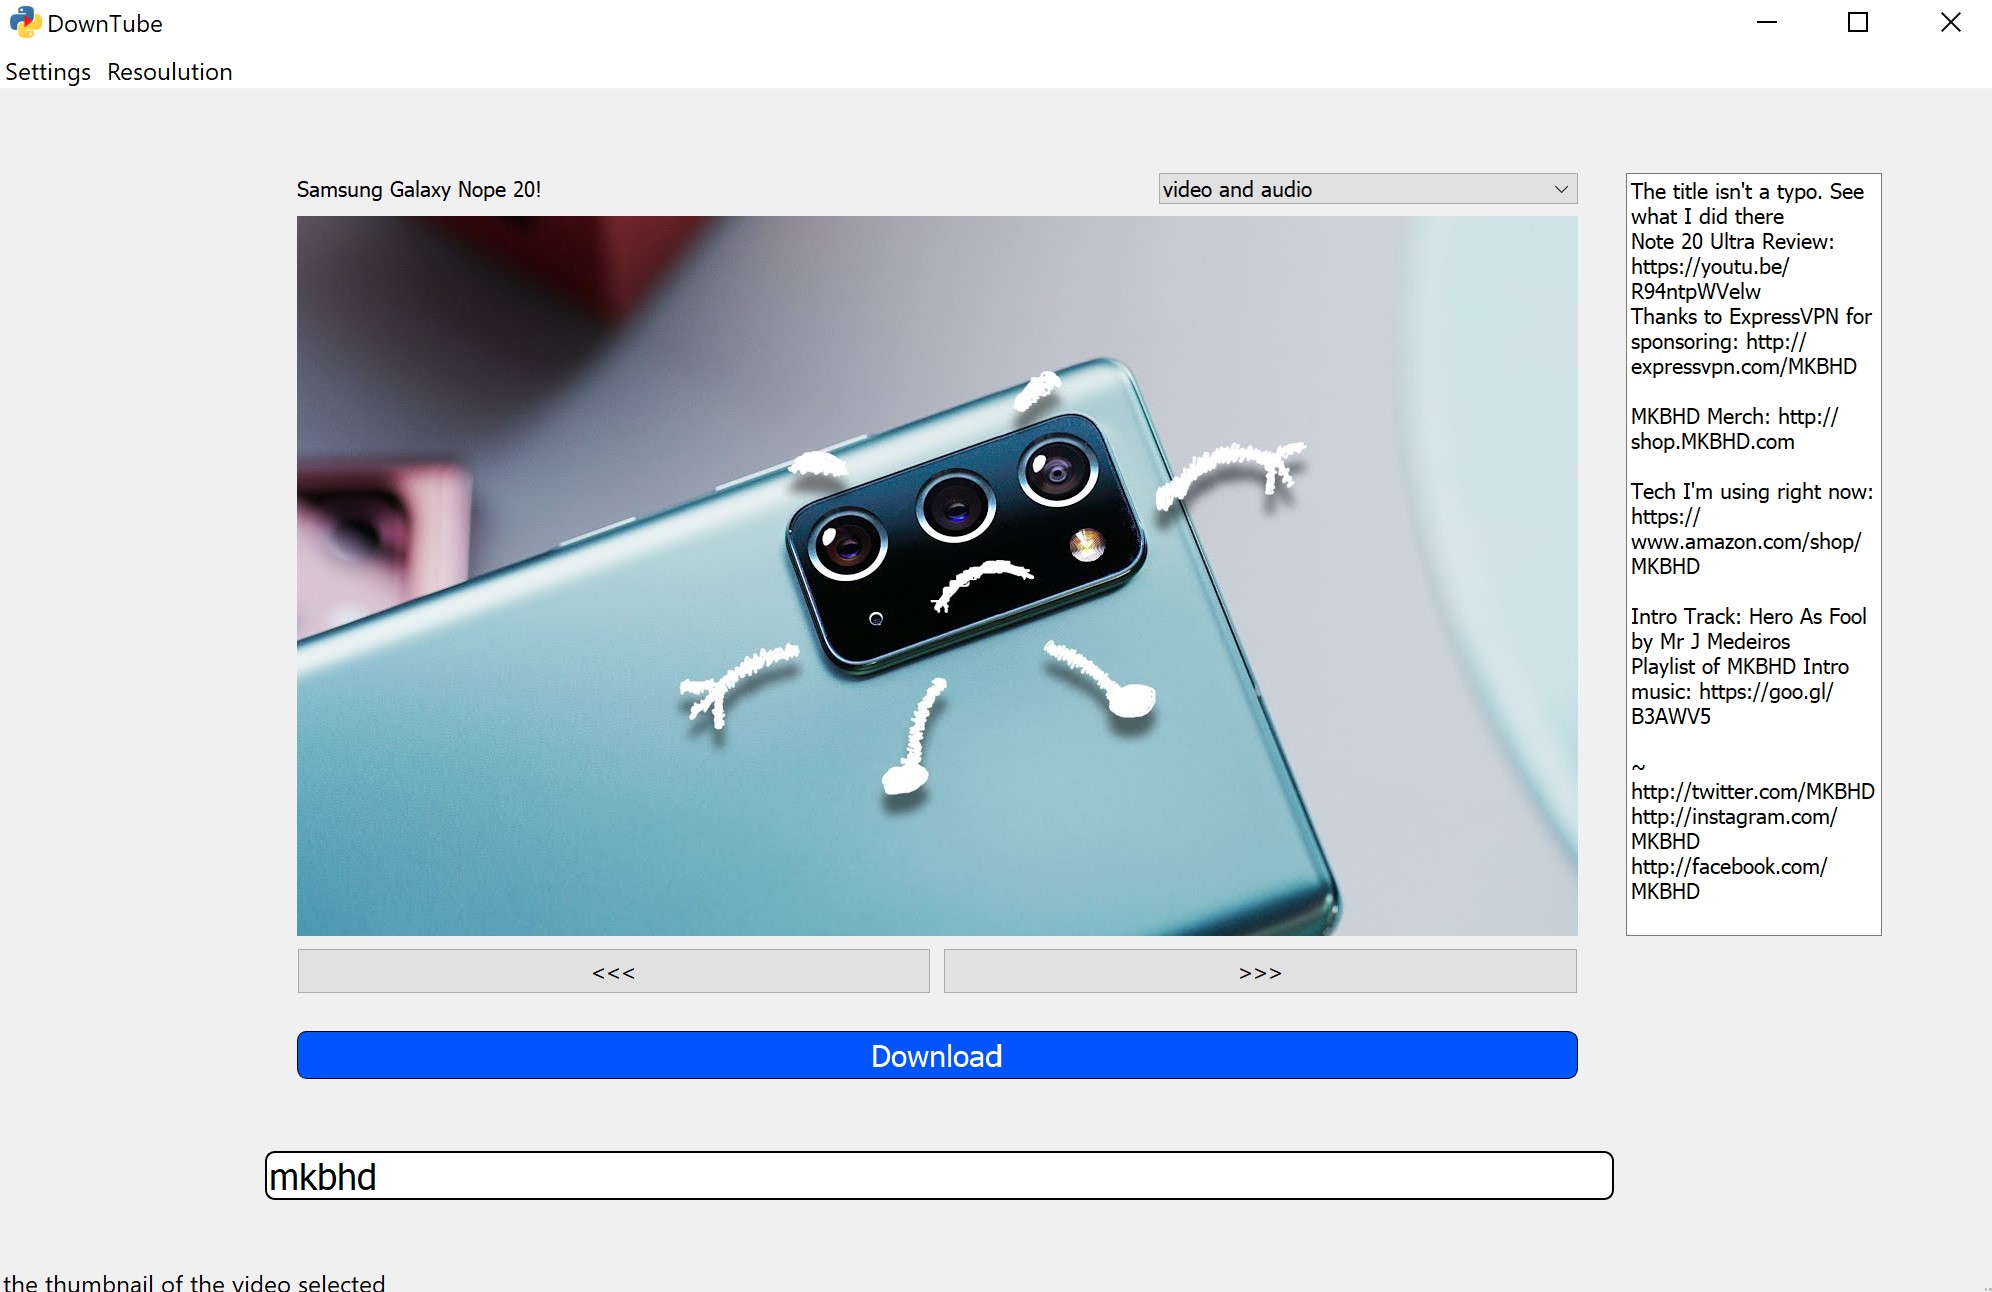 DownTube
Settings Resoulution
Samsung Galaxy Nope 20!
video and audio
The title isn't a typo. See
what I did there
Note 20 Ultra Review:
https://youtu.be/
R94ntpWVelw
Thanks to ExpressVPN for
sponsoring: http://
expressvpn.com/MKBHD
MKBHD Merch: http://
shop.MKBHD.com
Tech I'm using right now:
https://
www.amazon.com/shop/
MKBHD
Intro Track: Hero As Fool
by Mr J Medeiros
Playlist of MKBHD Intro
music: https://goo.gl/
B3AWV5
~
http://twitter.com/MKBHD
http://instagram.com/
MKBHD
http://facebook.com/
MKBHD
<<<
>>>
Download
mkbhd
the thumbnail of the video selected